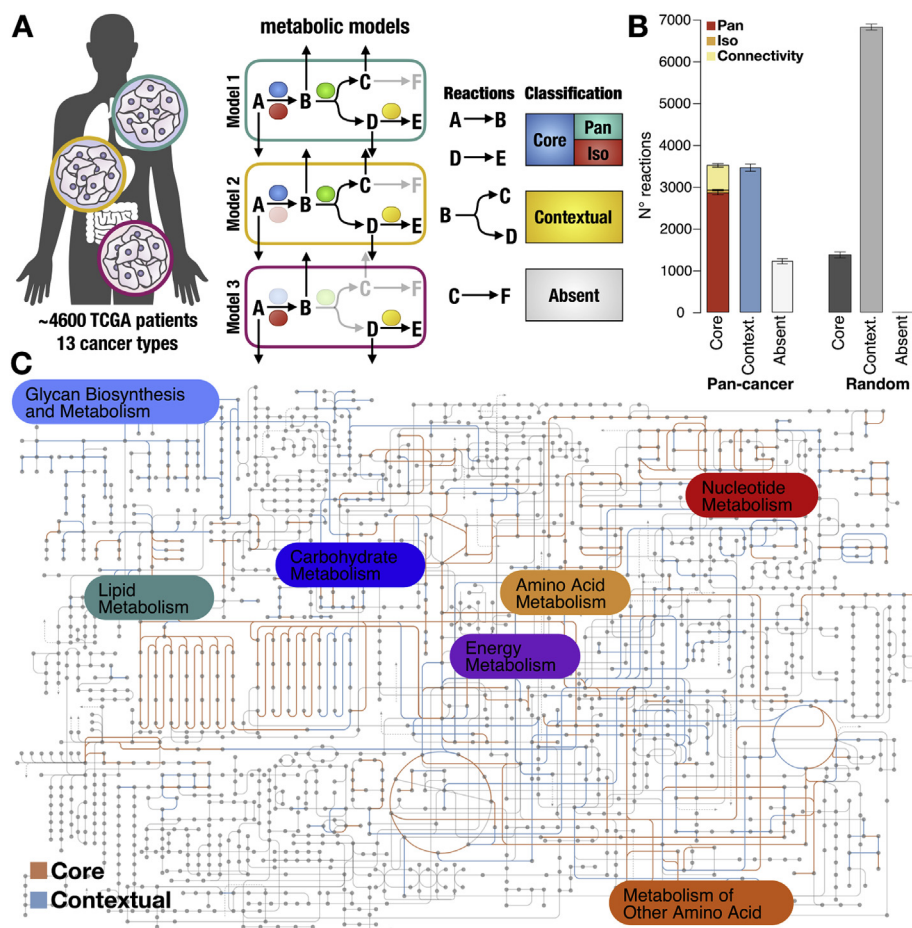 A
metabolic models
Model 1
A
B
C
F
D
E
Model 2
A
B
C
F
D
E
Model 3
A
B
C
F
D
E
~4600 TCGA patients
13 cancer types
Reactions
Classification
A
B
D
E
Core
Pan
Iso
B
C
D
Contextual
C
F
Absent
B
Pan
Iso
Connectivity
N° reactions
7000
6000
5000
4000
3000
2000
1000
0
Core
Context.
Absent
Core
Context.
Absent
Pan-cancer
Random
C
Glycan Biosynthesis
and Metabolism
Nucleotide
Metabolism
Carbohydrate
Metabolism
Lipid
Metabolism
Amino Acid
Metabolism
Energy
Metabolism
Core
Contextual
Metabolism of
Other Amino Acid